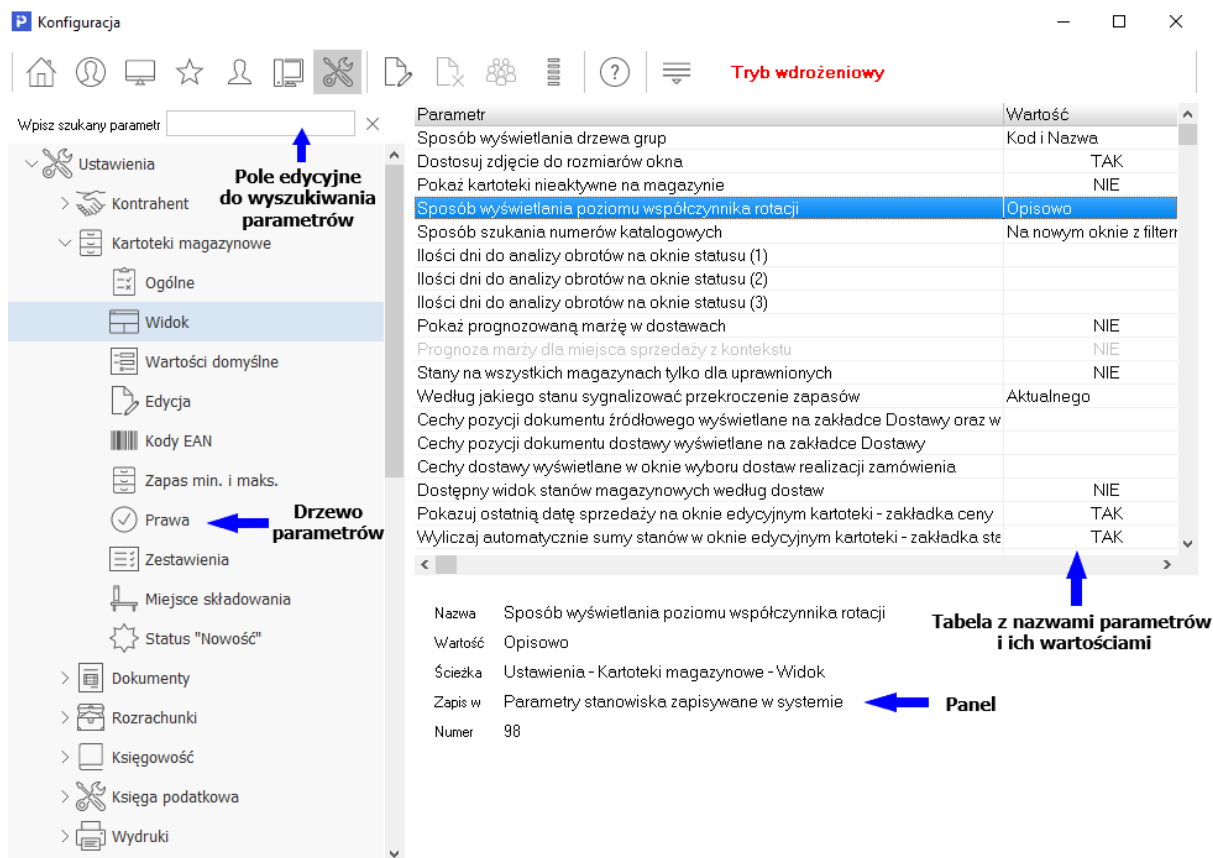 Konfiguracja
Tryb wdrożeniowy
Wpisz szukany parametr
Pole edycyjne
do wyszukiwania
parametrów
Ustawienia
Kontrahent
Kartoteki magazynowe
Ogólne
Widok
Wartości domyślne
Edycja
Kody EAN
Zapas min. i maks.
Prawa
Drzewo
parametrów
Zestawienia
Miejsce składowania
Status "Nowość"
Dokumenty
Rozrachunki
Księgowość
Księga podatkowa
Wydruki
Parametr Wartość
Sposób wyświetlania drzewa grup Kod i Nazwa
Dostosuj zdjęcie do rozmiarów okna TAK
Pokaż kartoteki nieaktywne na magazynie NIE
Sposób wyświetlania poziomu współczynnika rotacji Opisowo
Sposób szukania numerów katalogowych Na nowym oknie z filtern
Ilości dni do analizy obrotów na oknie statusu (1)
Ilości dni do analizy obrotów na oknie statusu (2)
Ilości dni do analizy obrotów na oknie statusu (3)
Pokaż prognozowaną marżę w dostawach NIE
Prognoza marży dla miejsca sprzedaży z kontekstu NIE
Stany na wszystkich magazynach tylko dla uprawnionych NIE
Według jakiego stanu sygnalizować przekroczenie zapasów Aktualnego
Cechy pozycji dokumentu źródłowego wyświetlane na zakładce Dostawy oraz w
Cechy pozycji dokumentu dostawy wyświetlane na zakładce Dostawy
Cechy dostawy wyświetlane w oknie wyboru dostaw realizacji zamówienia
Dostępny widok stanów magazynowych według dostaw NIE
Pokazuj ostatnią datę sprzedaży na oknie edycyjnym kartoteki - zakładka ceny TAK
Wyliczaj automatycznie sumy stanów w oknie edycyjnym kartoteki - zakładka sta TAK
Tabela z nazwami parametrów
i ich wartościami
Nazwa Sposób wyświetlania poziomu współczynnika rotacji
Wartość Opisowo
Ścieżka Ustawienia - Kartoteki magazynowe - Widok
Zapis w Parametry stanowiska zapisywane w systemie
Panel
Numer 98